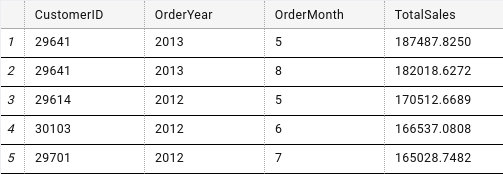 CustomerID OrderYear OrderMonth TotalSales
1 29641 2013 5 187487.8250
2 29641 2013 8 182018.6272
3 29614 2012 5 170512.6689
4 30103 2012 6 166537.0808
5 29701 2012 7 165028.7482